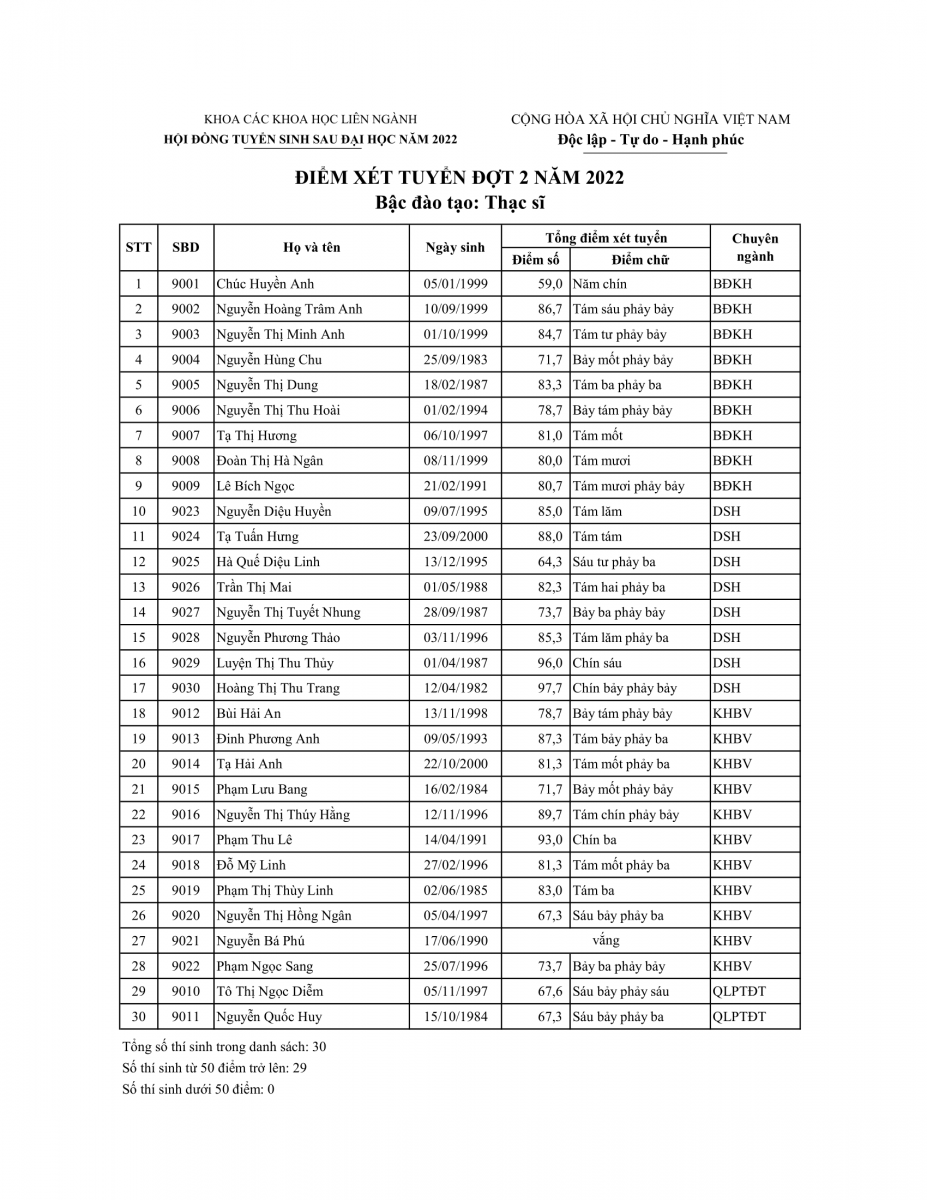 KHOA CÁC KHOA HỌC LIÊN NGÀNH
HỘI ĐỒNG TUYỂN SINH SAU ĐẠI HỌC NĂM 2022
CỘNG HÒA XÃ HỘI CHỦ NGHĨA VIỆT NAM
Độc lập - Tự do - Hạnh phúc
ĐIỂM XÉT TUYỂN ĐỢT 2 NĂM 2022
Bậc đào tạo: Thạc sĩ
STT SBD Họ và tên Ngày sinh Tổng điểm xét tuyển Chuyên ngành
Điểm số Điểm chữ
1 9001 Chúc Huyền Anh 05/01/1999 59,0 Năm chín BĐKH
2 9002 Nguyễn Hoàng Trâm Anh 10/09/1999 86,7 Tám sáu phảy bảy BĐKH
3 9003 Nguyễn Thị Minh Anh 01/10/1999 84,7 Tám tư phảy bảy BĐKH
4 9004 Nguyễn Hùng Chu 25/09/1983 71,7 Bảy mốt phảy bảy BĐKH
5 9005 Nguyễn Thị Dung 18/02/1987 83,3 Tám ba phảy ba BĐKH
6 9006 Nguyễn Thị Thu Hoài 01/02/1994 78,7 Bảy tám phảy bảy BĐKH
7 9007 Tạ Thị Hương 06/10/1997 81,0 Tám mốt BĐKH
8 9008 Đoàn Thị Hà Ngân 08/11/1999 80,0 Tám mươi BĐKH
9 9009 Lê Bích Ngọc 21/02/1991 80,7 Tám mươi phảy bảy BĐKH
10 9023 Nguyễn Diệu Huyền 09/07/1995 85,0 Tám lăm DSH
11 9024 Tạ Tuấn Hưng 23/09/2000 88,0 Tám tám DSH
12 9025 Hà Quế Diệu Linh 13/12/1995 64,3 Sáu tư phảy ba DSH
13 9026 Trần Thị Mai 01/05/1988 82,3 Tám hai phảy ba DSH
14 9027 Nguyễn Thị Tuyết Nhung 28/09/1987 73,7 Bảy ba phảy bảy DSH
15 9028 Nguyễn Phương Thảo 03/11/1996 85,3 Tám lăm phảy ba DSH
16 9029 Luyện Thị Thu Thủy 01/04/1987 96,0 Chín sáu DSH
17 9030 Hoàng Thị Thu Trang 12/04/1982 97,7 Chín bảy phảy bảy DSH
18 9012 Bùi Hải An 13/11/1998 78,7 Bảy tám phảy bảy KHBV
19 9013 Đinh Phương Anh 09/05/1993 87,3 Tám bảy phảy ba KHBV
20 9014 Tạ Hải Anh 22/10/2000 81,3 Tám mốt phảy ba KHBV
21 9015 Phạm Lưu Bang 16/02/1984 71,7 Bảy mốt phảy bảy KHBV
22 9016 Nguyễn Thị Thúy Hằng 12/11/1996 89,7 Tám chín phảy bảy KHBV
23 9017 Phạm Thu Lê 14/04/1991 93,0 Chín ba KHBV
24 9018 Đỗ Mỹ Linh 27/02/1996 81,3 Tám mốt phảy ba KHBV
25 9019 Phạm Thị Thùy Linh 02/06/1985 83,0 Tám ba KHBV
26 9020 Nguyễn Thị Hồng Ngân 05/04/1997 67,3 Sáu bảy phảy ba KHBV
27 9021 Nguyễn Bá Phú 17/06/1990 vắng KHBV
28 9022 Phạm Ngọc Sang 25/07/1996 73,7 Bảy ba phảy bảy KHBV
29 9010 Tô Thị Ngọc Diễm 05/11/1997 67,6 Sáu bảy phảy sáu QLPTĐT
30 9011 Nguyễn Quốc Huy 15/10/1984 67,3 Sáu bảy phảy ba QLPTĐT
Tổng số thí sinh trong danh sách: 30
Số thí sinh từ 50 điểm trở lên: 29
Số thí sinh dưới 50 điểm: 0